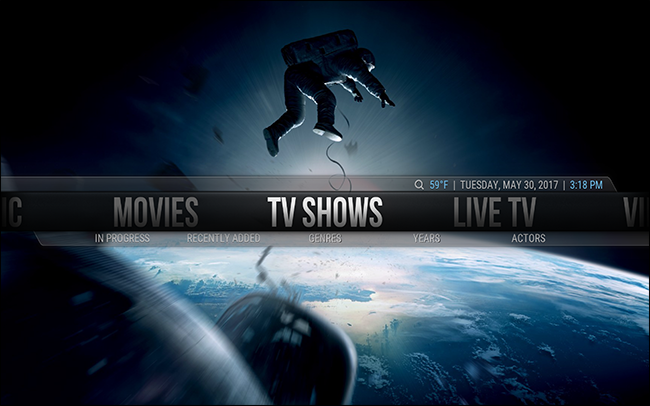 59°F | TUESDAY, MAY 30, 2017 | 3:18 PM
IC MOVIES TV SHOWS LIVE TV VI
IN PROGRESS RECENTLY ADDED GENRES YEARS ACTORS